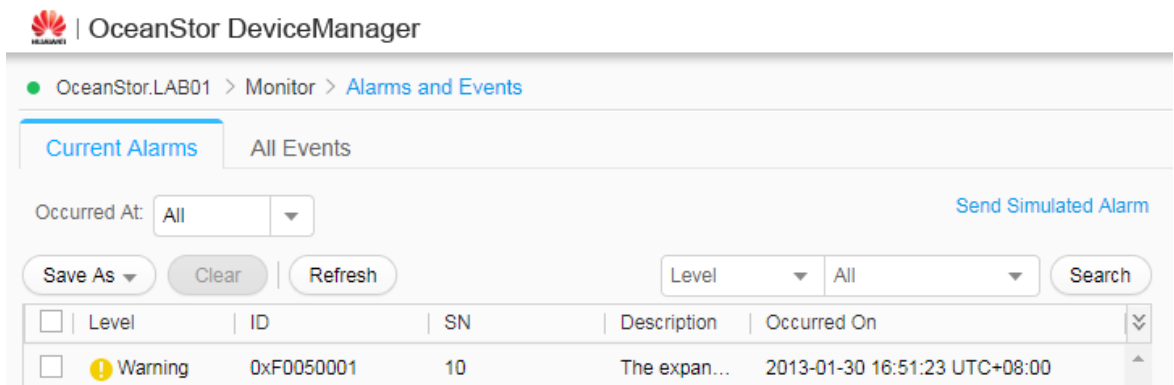 HUAWEI | OceanStor DeviceManager
OceanStor.LAB01 > Monitor > Alarms and Events
Current Alarms All Events
Occurred At: All Send Simulated Alarm
Save As Clear Refresh Level All Search
Level ID SN Description Occurred On
Warning 0xF0050001 10 The expan... 2013-01-30 16:51:23 UTC+08:00